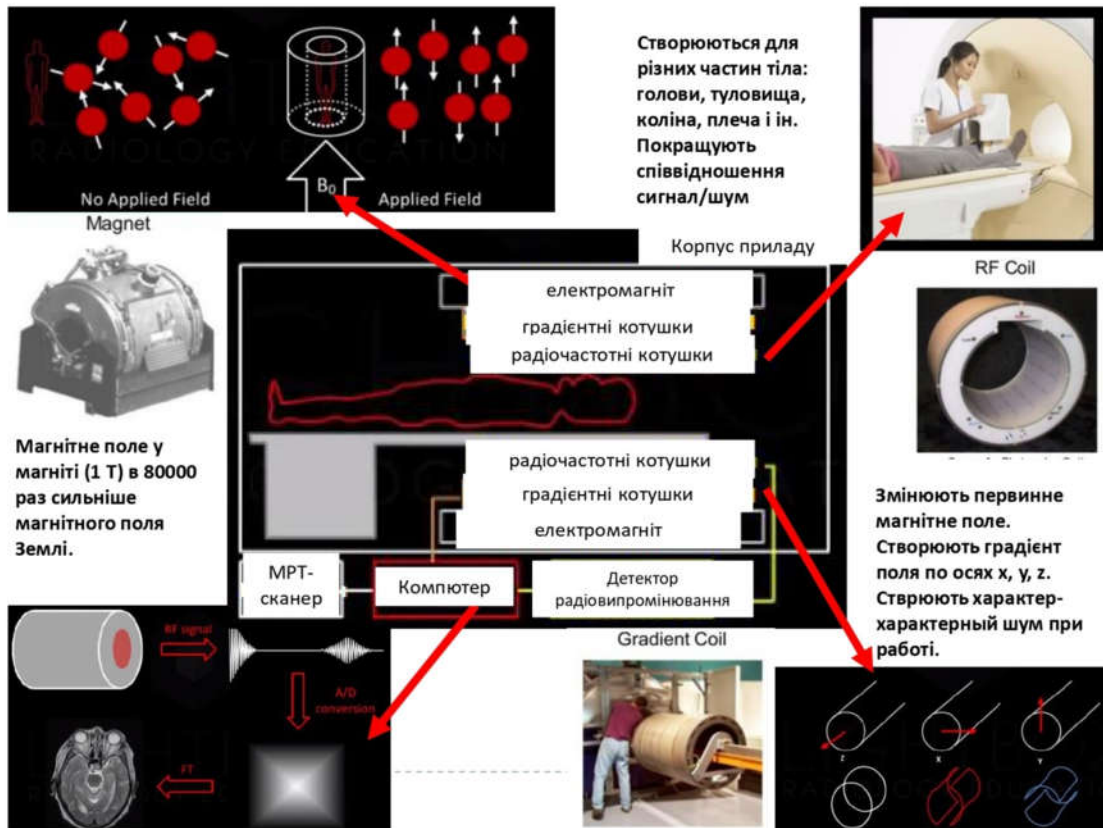 No Applied Field
B₀
Applied Field
Створюються для
різних частин тіла:
голови, туловища,
коліна, плеча і ін.
Покращують
співвідношення
сигнал/шум
Magnet
Корпус приладу
RF Coil
електромагніт
градієнтні котушки
радіочастотні котушки
Магнітне поле у
магніті (1 Т) в 80000
раз сильніше
магнітного поля
Землі.
радіочастотні котушки
градієнтні котушки
електромагніт
Змінюють первинне
магнітне поле.
Створюють градієнт
поля по осях x, y, z.
Стврюють характер-
характерный шум при
работі.
МРТ-
сканер
Компютер
Детектор
радіовипромінювання
RF signal
A/D
conversion
FT
Gradient Coil
Z
X
Y
RADIOLOGY EDUCATION